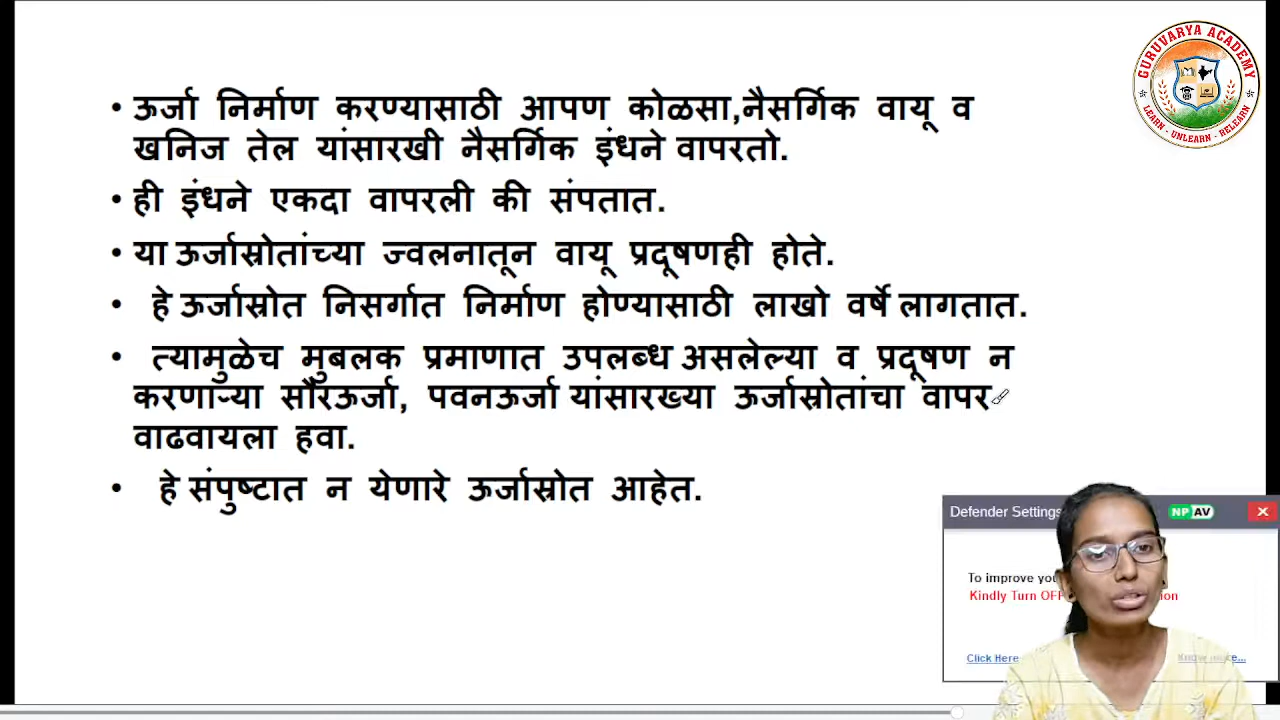 GURUVARYA ACADEMY
LEARN - UNLEARN - RELEARN
• ऊर्जा निर्माण करण्यासाठी आपण कोळसा,नैसर्गिक वायू व
खनिज तेल यांसारखी नैसर्गिक इंधने वापरतो.
• ही इंधने एकदा वापरली की संपतात.
• या ऊर्जास्रोतांच्या ज्वलनातून वायू प्रदूषणही होते.
• हे ऊर्जास्रोत निसर्गात निर्माण होण्यासाठी लाखो वर्षे लागतात.
• त्यामुळेच मुबलक प्रमाणात उपलब्ध असलेल्या व प्रदूषण न
करणाऱ्या सौरऊर्जा, पवनऊर्जा यांसारख्या ऊर्जास्रोतांचा वापर
वाढवायला हवा.
• हे संपुष्टात न येणारे ऊर्जास्रोत आहेत.
Defender Settings NP AV
To improve
Kindly Turn OFF
Click Here